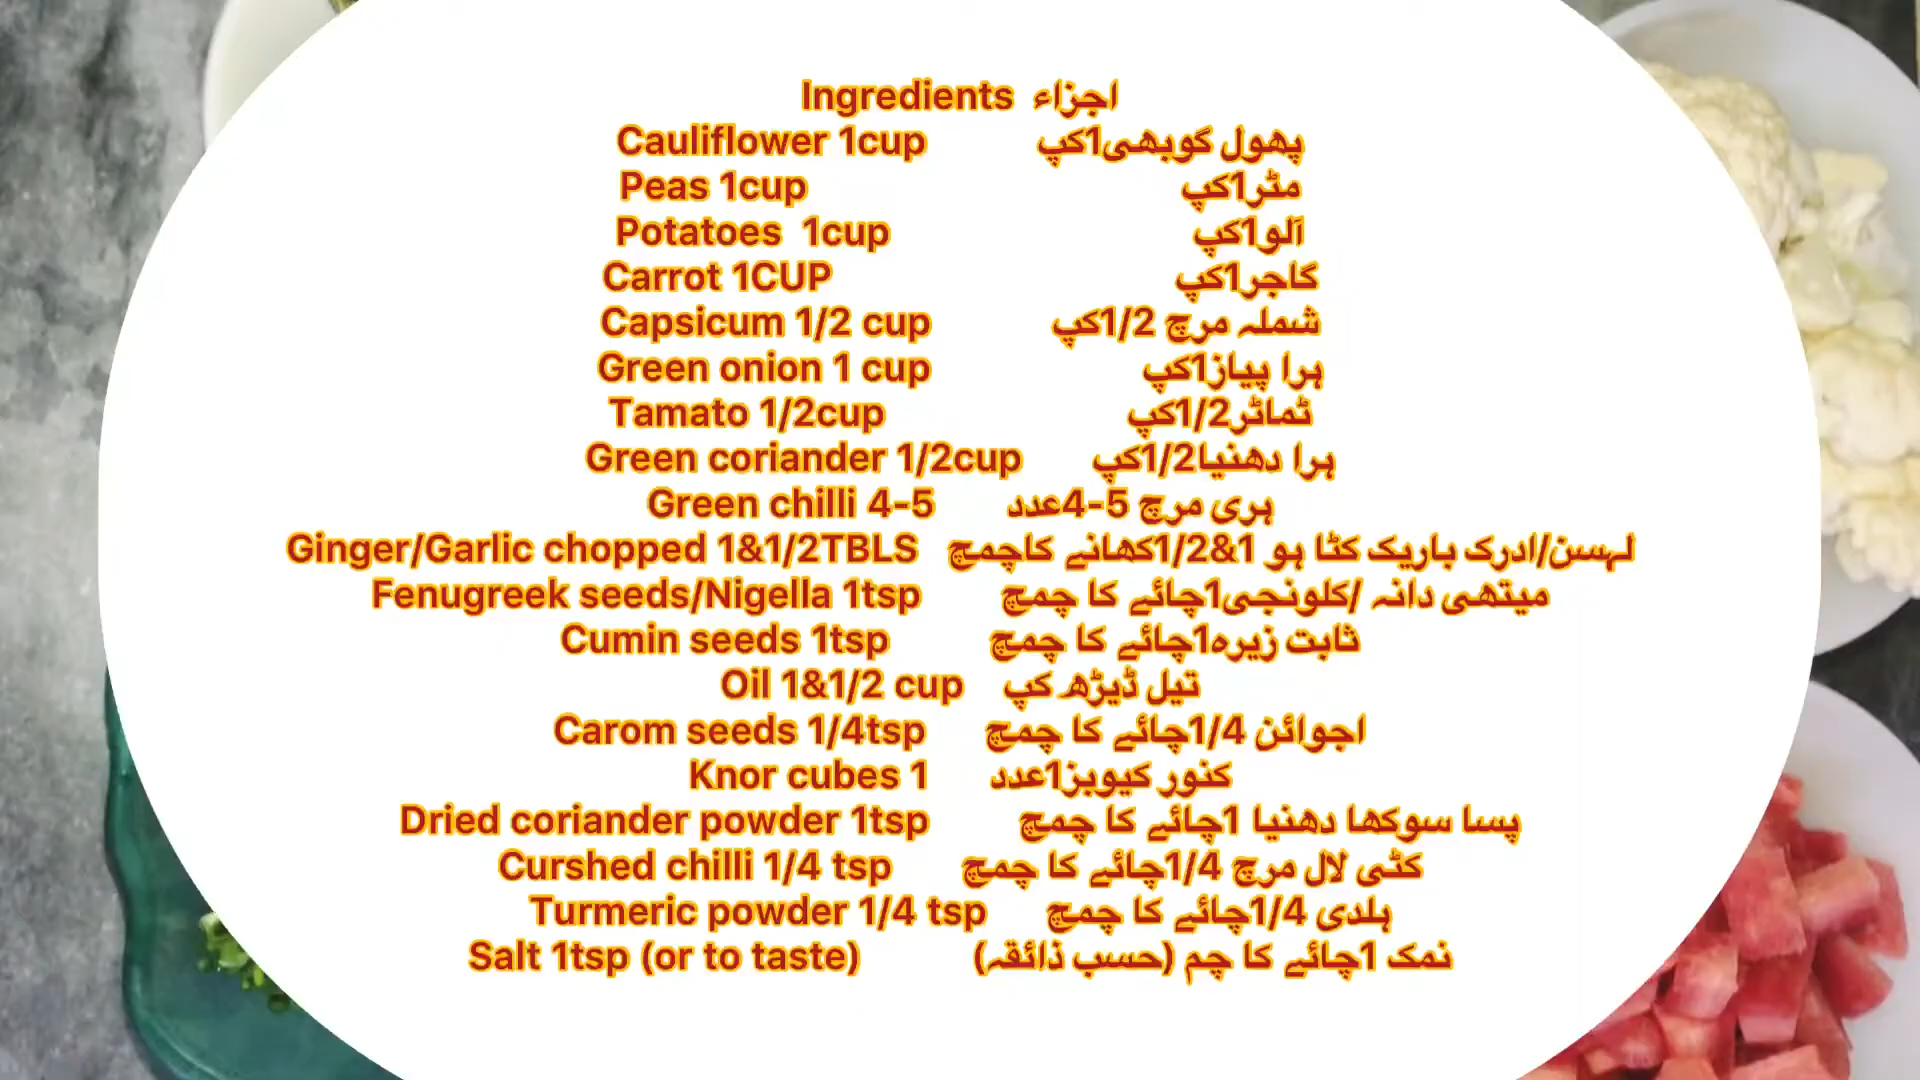 Ingredients اجزاء
Cauliflower 1cup پھول گوبھی1کپ
Peas 1cup مٹر1کپ
Potatoes 1cup آلو1کپ
Carrot 1CUP گاجر1کپ
Capsicum 1/2 cup شملہ مرچ 1/2کپ
Green onion 1 cup ہرا پیاز1کپ
Tamato 1/2cup ٹماٹر1/2کپ
Green coriander 1/2cup ہرا دھنیا1/2کپ
Green chilli 4-5 ہری مرچ 5-4عدد
Ginger/Garlic chopped 1&1/2TBLS لہسن/ادرک باریک کٹا ہو 1&1/2کھانے کاچمچ
Fenugreek seeds/Nigella 1tsp میتھی دانہ /کلونجی1چائے کا چمچ
Cumin seeds 1tsp ثابت زیرہ1چائے کا چمچ
Oil 1&1/2 cup تیل ڈیڑھ کپ
Carom seeds 1/4tsp اجوائن 1/4چائے کا چمچ
Knor cubes 1 کنور کیوبز1عدد
Dried coriander powder 1tsp پسا سوکھا دھنیا 1چائے کا چمچ
Curshed chilli 1/4 tsp کٹی لال مرچ 1/4چائے کا چمچ
Turmeric powder 1/4 tsp ہلدی 1/4چائے کا چمچ
Salt 1tsp (or to taste) نمک 1چائے کا چم (حسب ذائقہ)